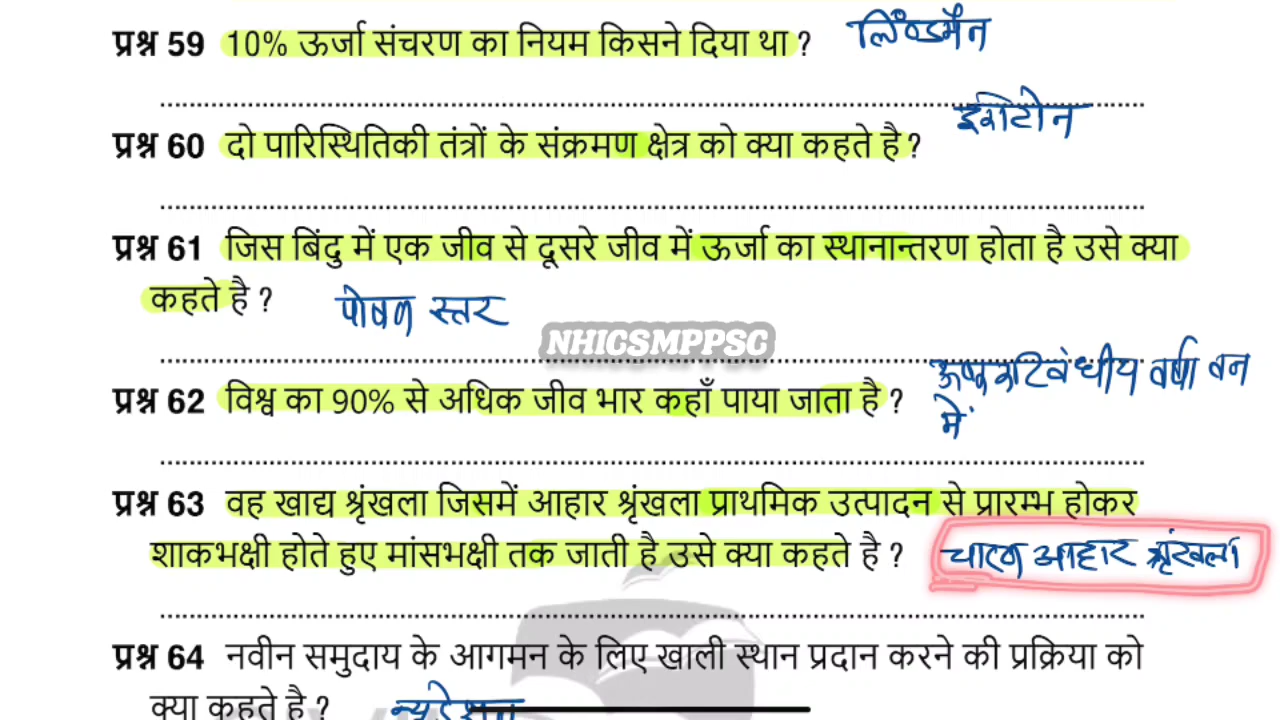 प्रश्न 59 10% ऊर्जा संचरण का नियम किसने दिया था ? लिण्डमैन
प्रश्न 60 दो पारिस्थितिकी तंत्रों के संक्रमण क्षेत्र को क्या कहते है ? इकोटोन
प्रश्न 61 जिस बिंदु में एक जीव से दूसरे जीव में ऊर्जा का स्थानान्तरण होता है उसे क्या
कहते है ? पोषण स्तर
NHICSMPPSC
प्रश्न 62 विश्व का 90% से अधिक जीव भार कहाँ पाया जाता है ? ऊष्णकटिबंधीय वर्षा वन
में
प्रश्न 63 वह खाद्य श्रृंखला जिसमें आहार श्रृंखला प्राथमिक उत्पादन से प्रारम्भ होकर
शाकभक्षी होते हुए मांसभक्षी तक जाती है उसे क्या कहते है ? चारण आहार श्रृंखला
प्रश्न 64 नवीन समुदाय के आगमन के लिए खाली स्थान प्रदान करने की प्रक्रिया को
क्या कहते है ? न्यूडेशन